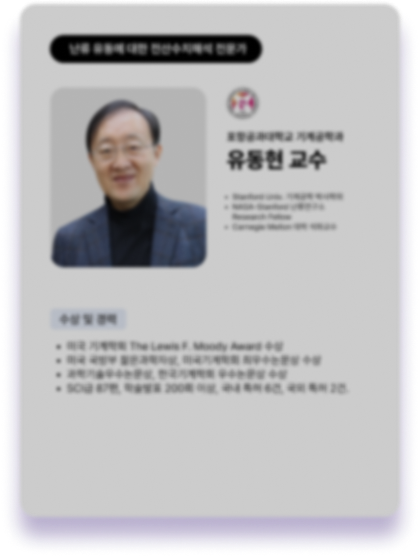 난류 유동에 대한 전산수치해석 전문가
포항공과대학교 기계공학과
유동현 교수
Stanford Univ. 기계공학 박사학위
NASA-Stanford 난류연구소
Research Fellow
Carnegie Mellon 대학 석좌교수
수상 및 경력
미국 기계학회 The Lewis F. Moody Award 수상
미국 국방부 젊은과학자상, 미국기계학회 최우수논문상 수상
과학기술우수논문상, 한국기계학회 우수논문상 수상
SCI급 87편, 학술발표 200회 이상, 국내 특허 6건, 국외 특허 2건.